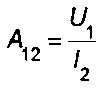 A₁₂ = U₁ / I₂